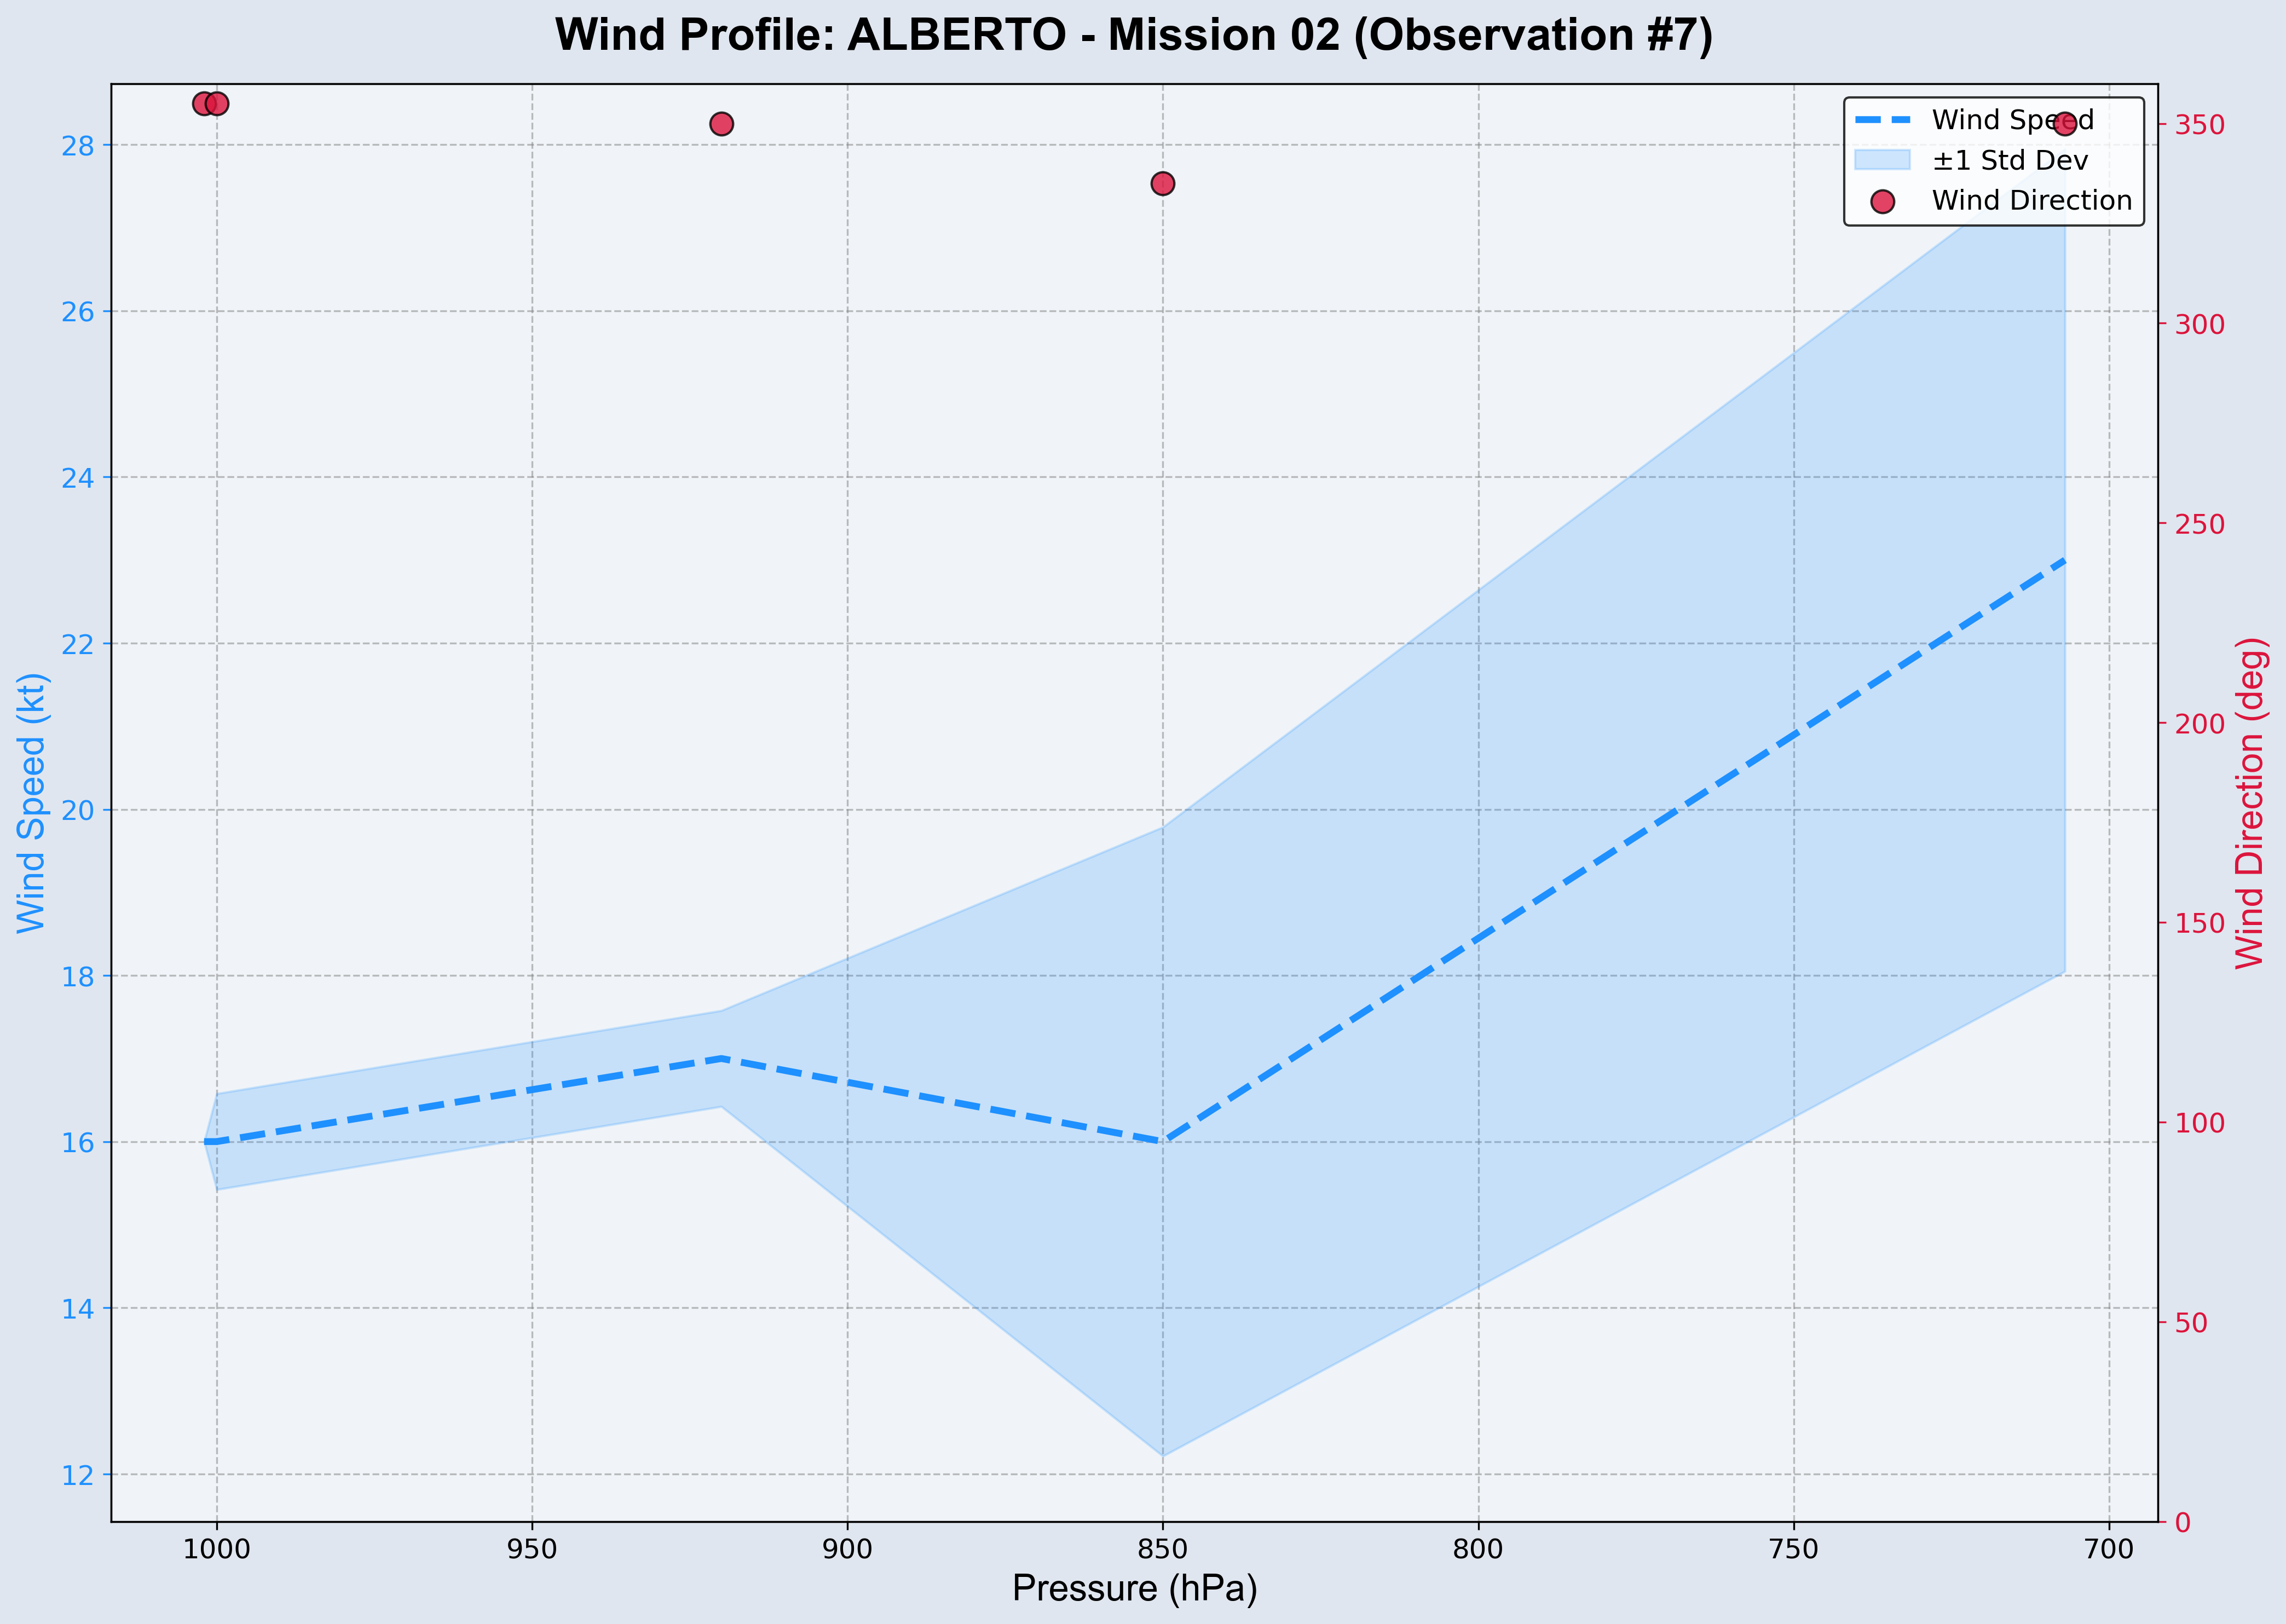 Wind Profile: ALBERTO - Mission 02 (Observation #7)
Wind Speed
±1 Std Dev
Wind Direction
28
26
24
22
20
18
16
14
12
Wind Speed (kt)
350
300
250
200
150
100
50
0
Wind Direction (deg)
1000 950 900 850 800 750 700
Pressure (hPa)